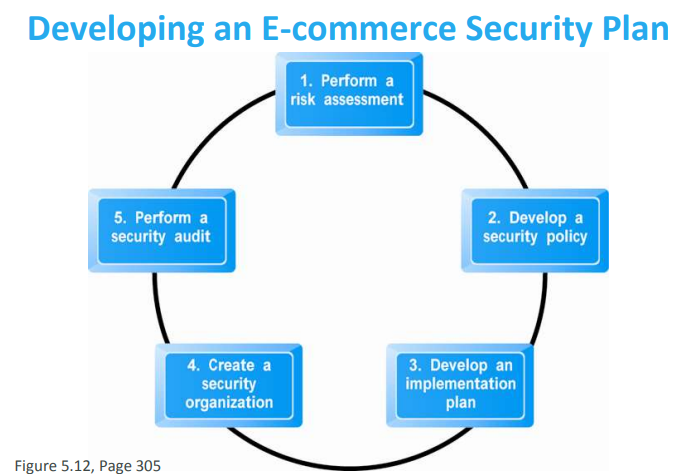 Developing an E-commerce Security Plan
1. Perform a
risk assessment
2. Develop a
security policy
3. Develop an
implementation
plan
4. Create a
security
organization
5. Perform a
security audit
Figure 5.12, Page 305